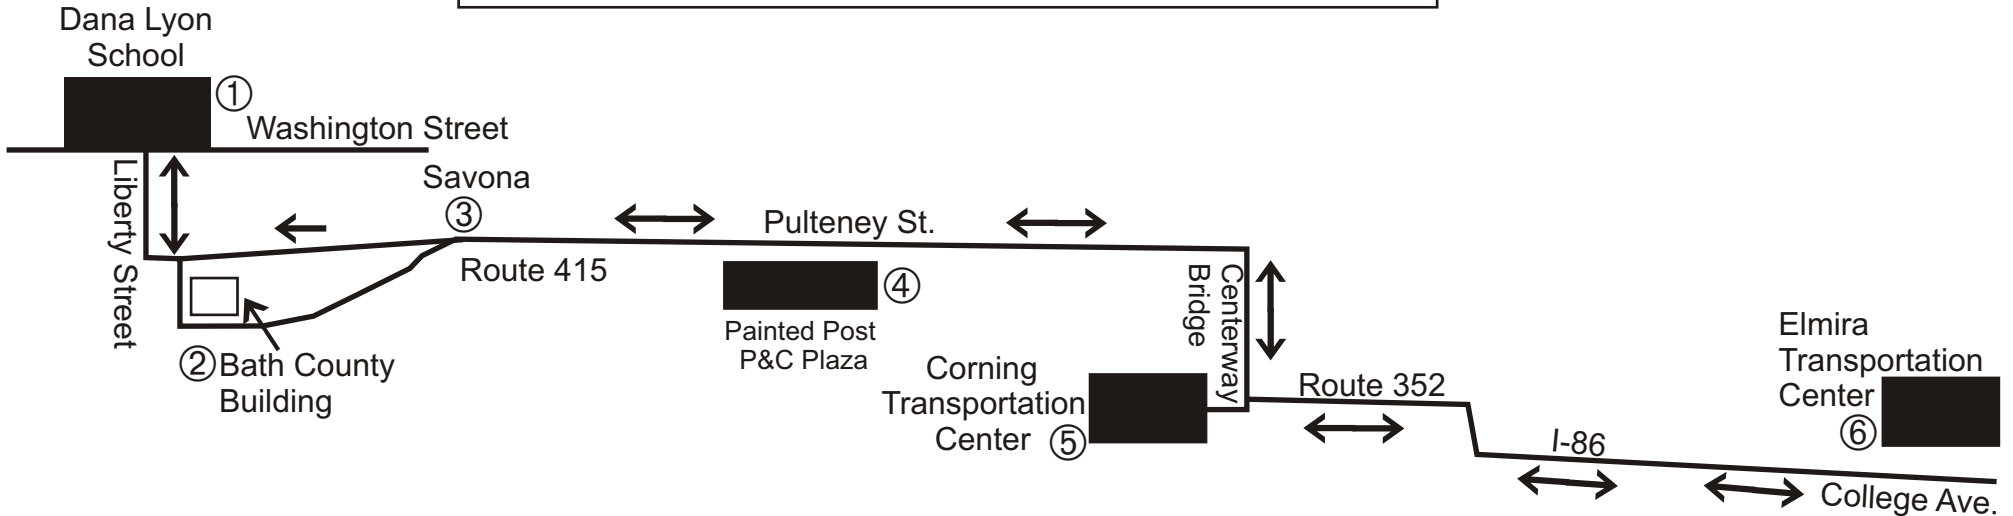 Dana Lyon
School
①
Washington Street
Liberty Street
Savona
③
Pulteney St.
Route 415
④
Painted Post
P&C Plaza
②Bath County
Building
Centerway
Bridge
Corning
Transportation
Center ⑤
Route 352
I-86
Elmira
Transportation
Center
⑥
College Ave.